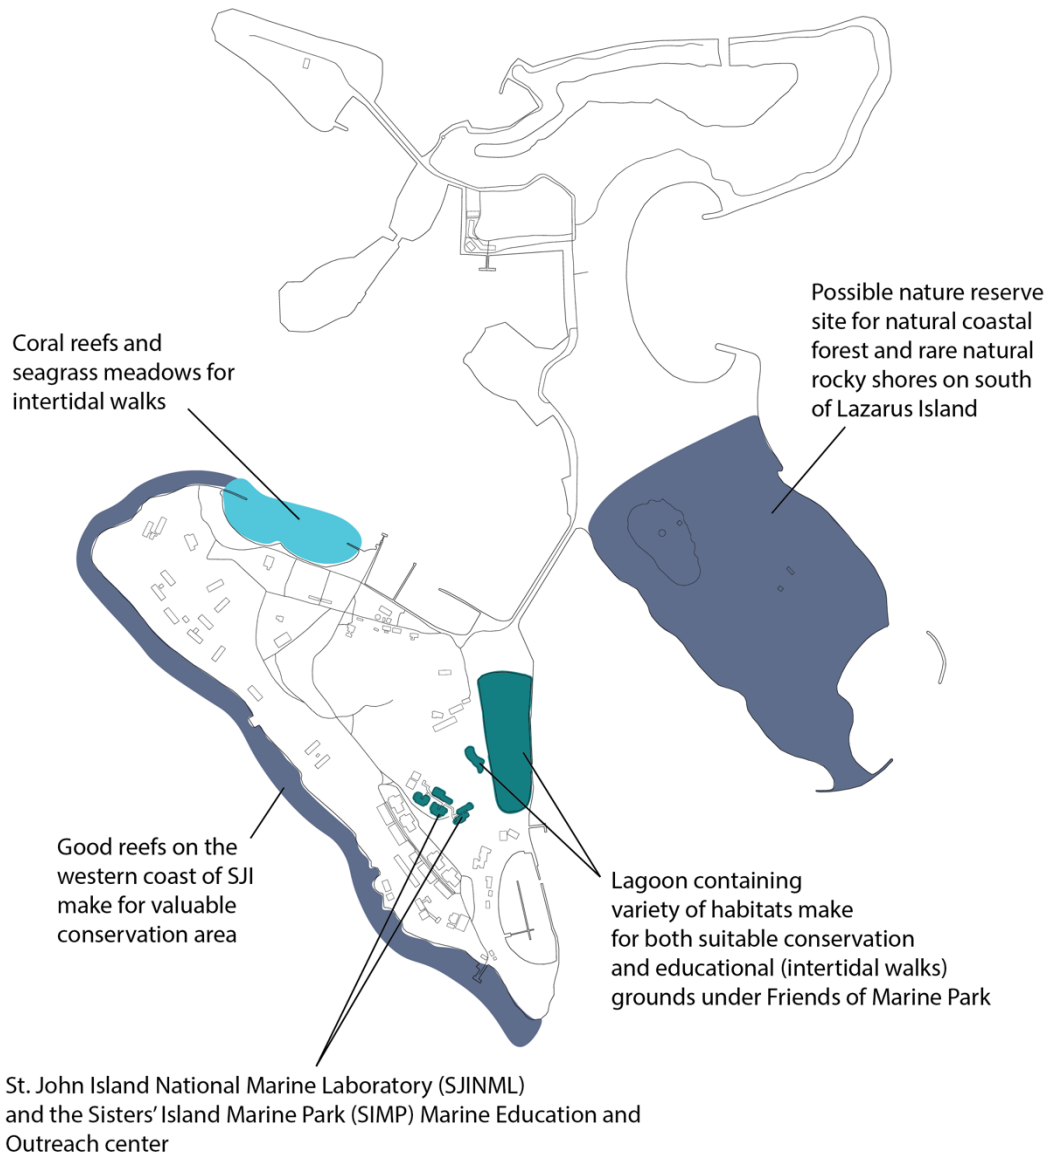 Possible nature reserve
site for natural coastal
forest and rare natural
rocky shores on south
of Lazarus Island
Coral reefs and
seagrass meadows for
intertidal walks
Good reefs on the
western coast of SJI
make for valuable
conservation area
Lagoon containing
variety of habitats make
for both suitable conservation
and educational (intertidal walks)
grounds under Friends of Marine Park
St. John Island National Marine Laboratory (SJINML)
and the Sisters’ Island Marine Park (SIMP) Marine Education and
Outreach center